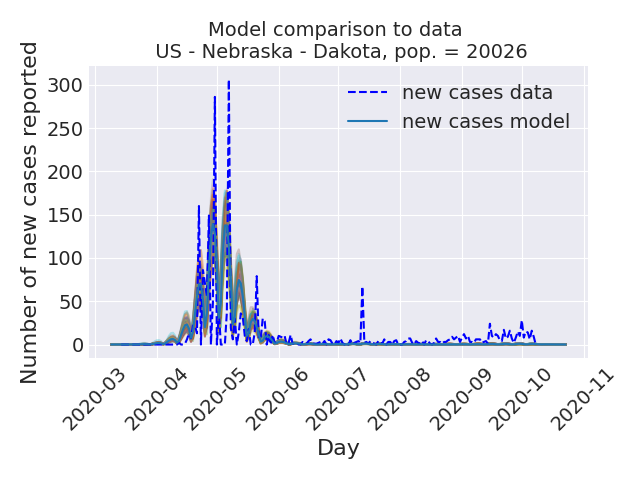 Model comparison to data
US - Nebraska - Dakota, pop. = 20026
Number of new cases reported
300
250
200
150
100
50
0
new cases data
new cases model
2020-03
2020-04
2020-05
2020-06
2020-07
2020-08
2020-09
2020-10
2020-11
Day